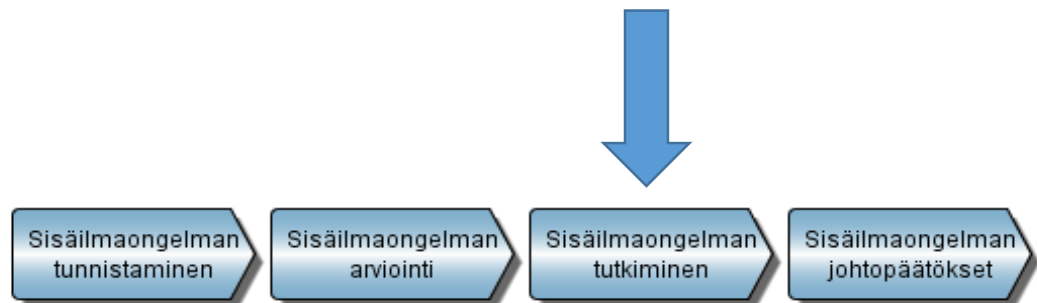 Sisäilmaongelman
tunnistaminen
Sisäilmaongelman
arviointi
Sisäilmaongelman
tutkiminen
Sisäilmaongelman
johtopäätökset